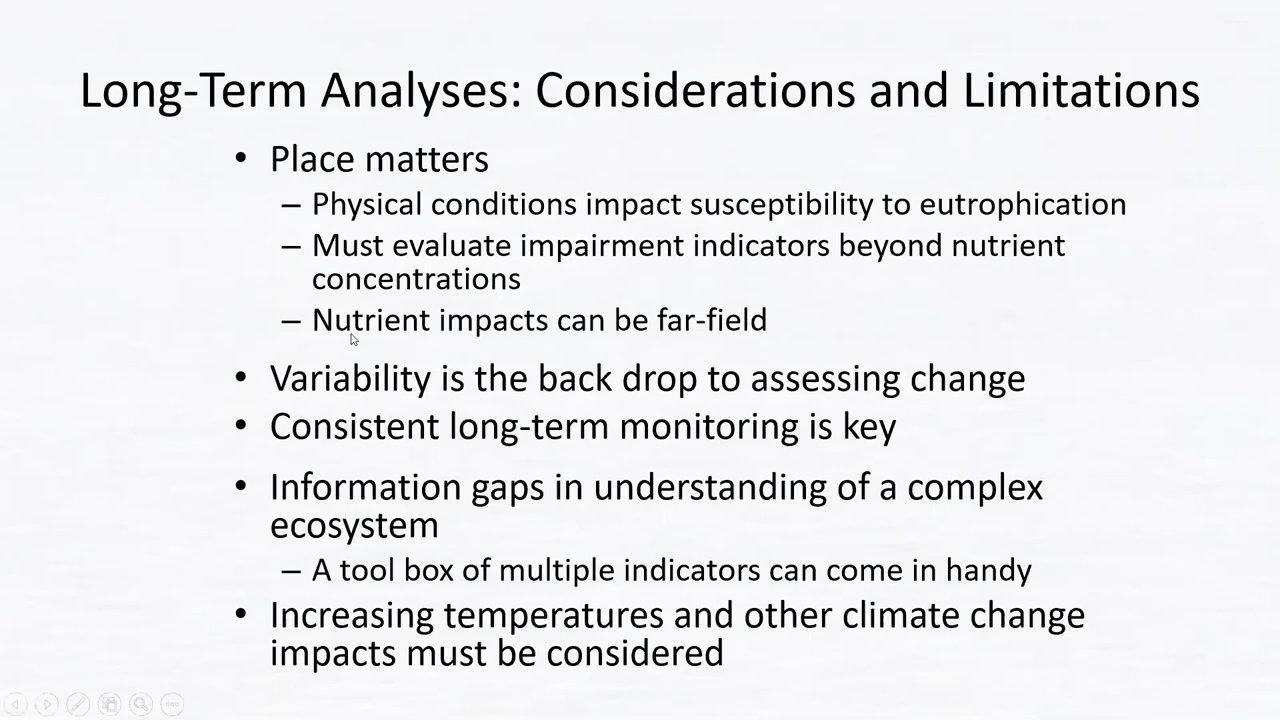 Long-Term Analyses: Considerations and Limitations
• Place matters
– Physical conditions impact susceptibility to eutrophication
– Must evaluate impairment indicators beyond nutrient
concentrations
– Nutrient impacts can be far-field
• Variability is the back drop to assessing change
• Consistent long-term monitoring is key
• Information gaps in understanding of a complex
ecosystem
– A tool box of multiple indicators can come in handy
• Increasing temperatures and other climate change
impacts must be considered